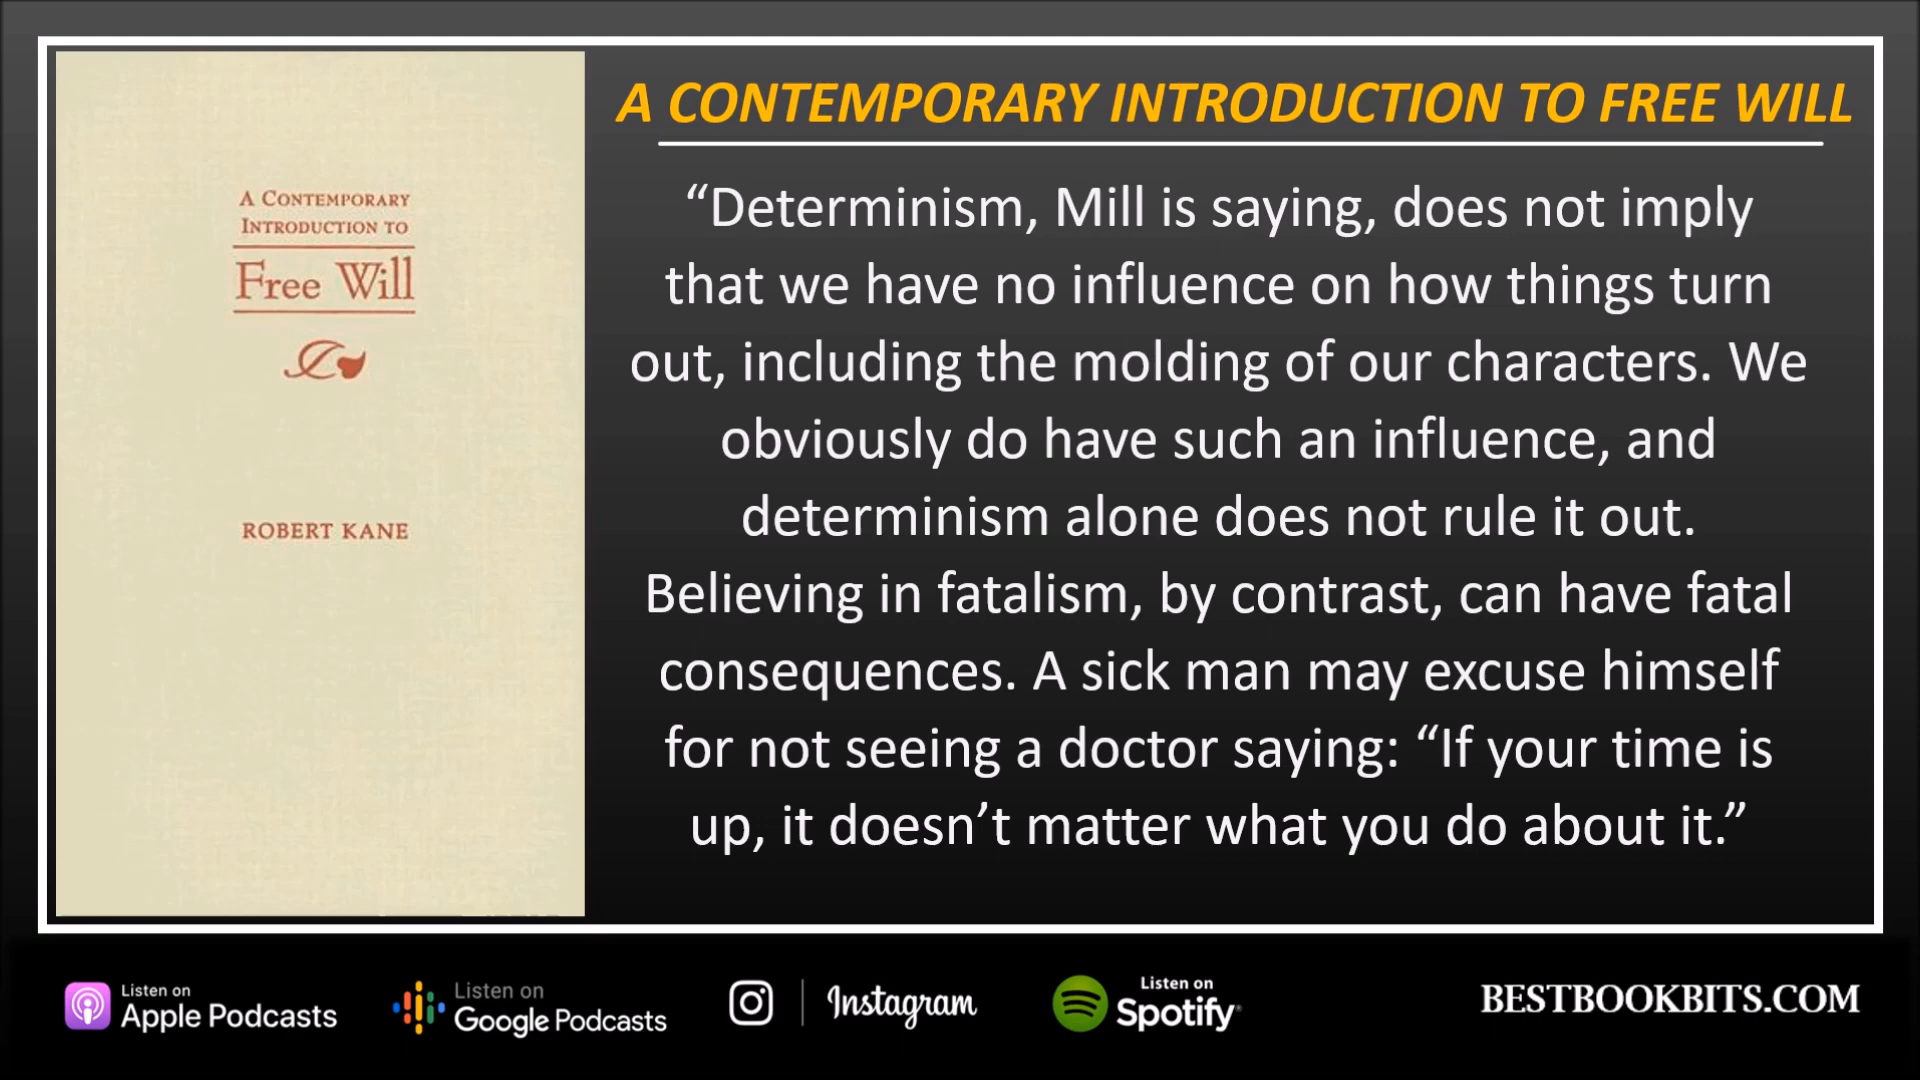 A CONTEMPORARY
INTRODUCTION TO
Free Will
ROBERT KANE
A CONTEMPORARY INTRODUCTION TO FREE WILL
“Determinism, Mill is saying, does not imply
that we have no influence on how things turn
out, including the molding of our characters. We
obviously do have such an influence, and
determinism alone does not rule it out.
Believing in fatalism, by contrast, can have fatal
consequences. A sick man may excuse himself
for not seeing a doctor saying: “If your time is
up, it doesn’t matter what you do about it.”
Listen on
Apple Podcasts
Listen on
Google Podcasts
Instagram
Listen on
Spotify
BESTBOOKBITS.COM